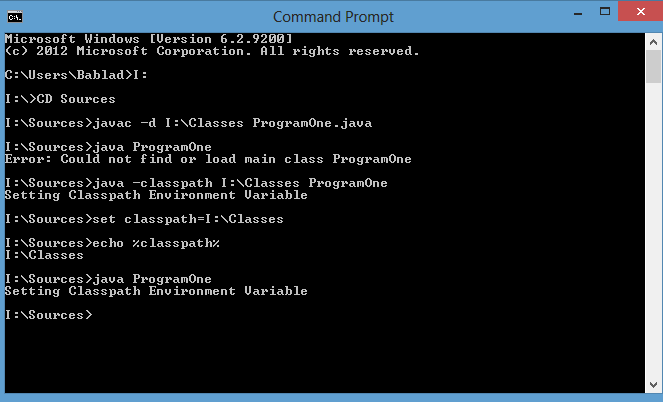 Command Prompt
Microsoft Windows [Version 6.2.9200]
(c) 2012 Microsoft Corporation. All rights reserved.
C:\Users\Bablad>I:
I:\>CD Sources
I:\Sources>javac -d I:\Classes ProgramOne.java
I:\Sources>java ProgramOne
Error: Could not find or load main class ProgramOne
I:\Sources>java -classpath I:\Classes ProgramOne
Setting Classpath Environment Variable
I:\Sources>set classpath=I:\Classes
I:\Sources>echo %classpath%
I:\Classes
I:\Sources>java ProgramOne
Setting Classpath Environment Variable
I:\Sources>